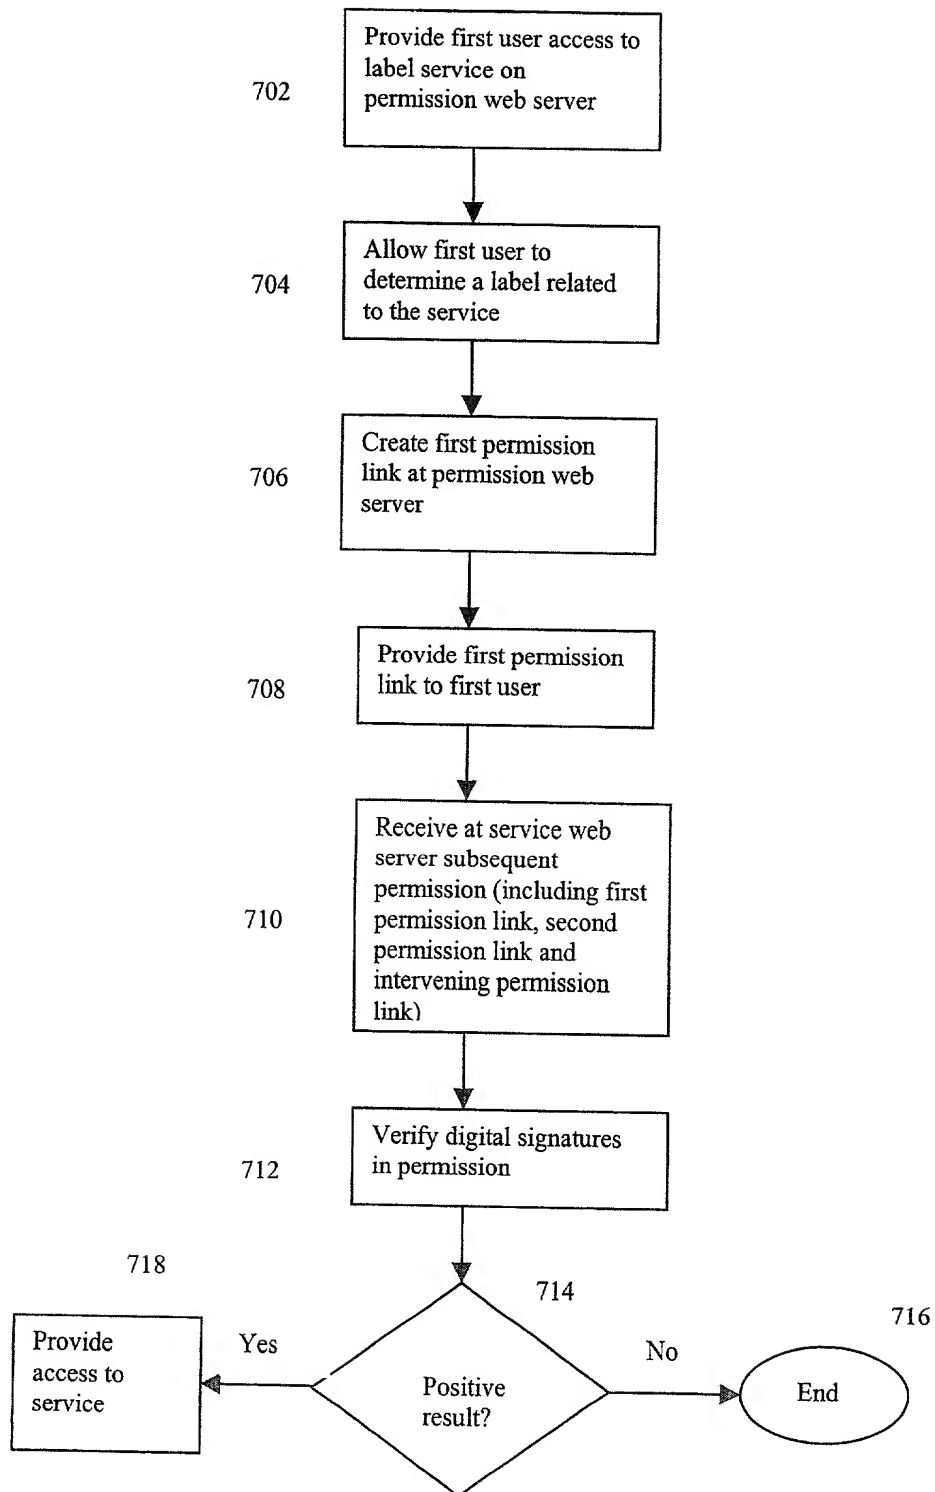 Provide first user access to
label service on
permission web server
702
Allow first user to
determine a label related
to the service
704
Create first permission
link at permission web
server
706
Provide first permission
link to first user
708
Receive at service web
server subsequent
permission (including first
permission link, second
permission link and
intervening permission
link)
710
Verify digital signatures
in permission
712
718
714
716
Provide
access to
service
Yes
Positive
result?
No
End